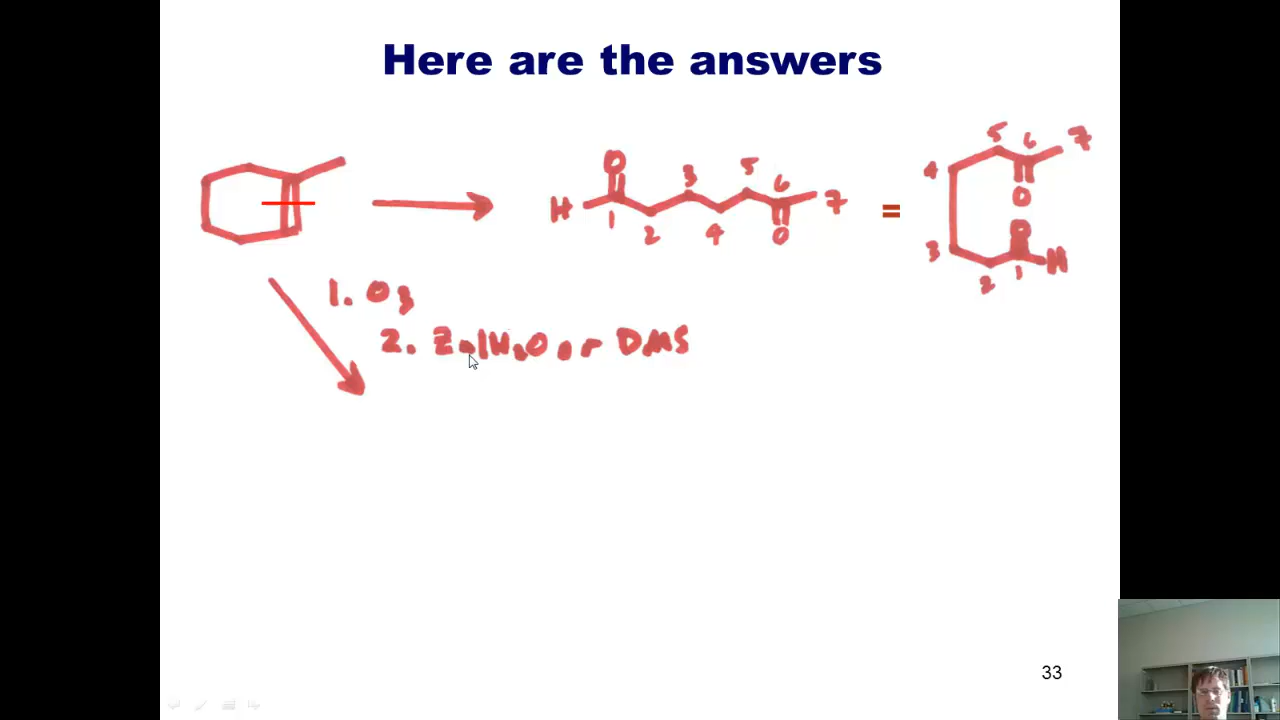 Here are the answers
O 3 5 6 7
H 1 2 4 O
=
5 6 7
4 O
O
3 2 1 H
1. O3
2. Zn/H2O or DMS
33